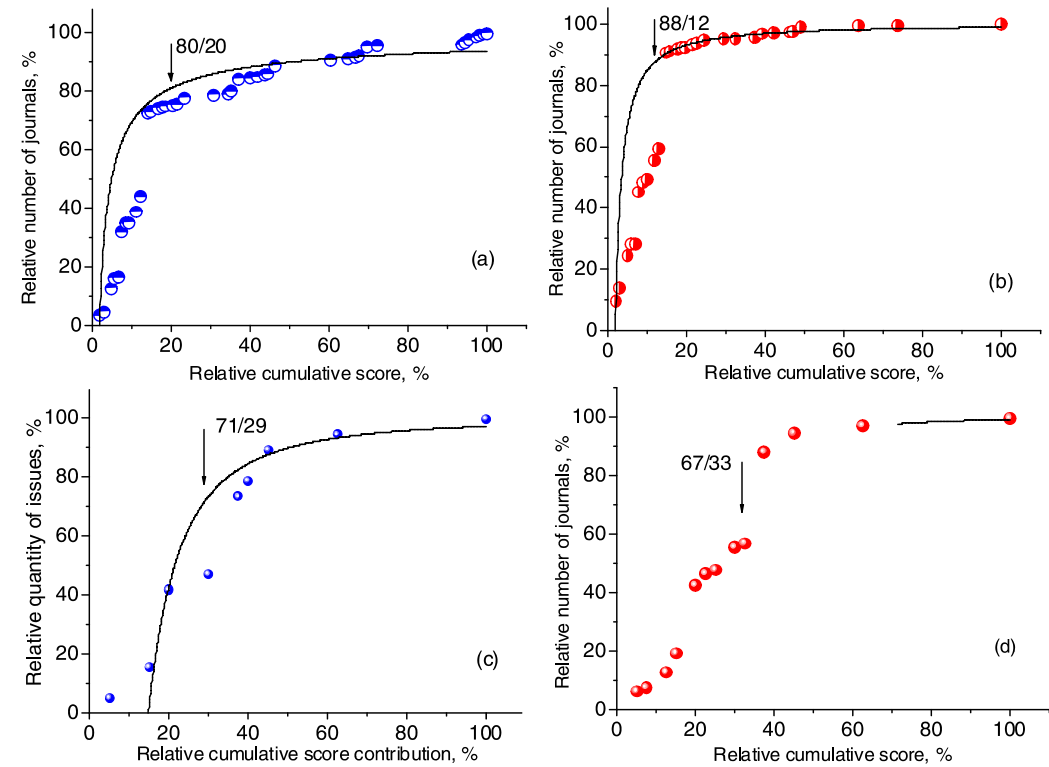 Relative number of journals, %
100
80
60
40
20
0
80/20
(a)
0 20 40 60 80 100
Relative cumulative score, %
Relative number of journals, %
100
80
60
40
20
0
88/12
(b)
0 20 40 60 80 100
Relative cumulative score, %
Relative quantity of issues, %
100
80
60
40
20
0
71/29
(c)
0 20 40 60 80 100
Relative cumulative score contribution, %
Relative number of journals, %
100
80
60
40
20
0
67/33
(d)
0 20 40 60 80 100
Relative cumulative score, %